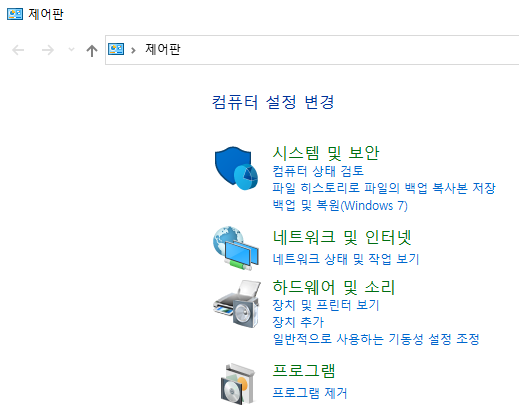 제어판
제어판
컴퓨터 설정 변경
시스템 및 보안
컴퓨터 상태 검토
파일 히스토리로 파일의 백업 복사본 저장
백업 및 복원(Windows 7)
네트워크 및 인터넷
네트워크 상태 및 작업 보기
하드웨어 및 소리
장치 및 프린터 보기
장치 추가
일반적으로 사용하는 기동성 설정 조정
프로그램
프로그램 제거